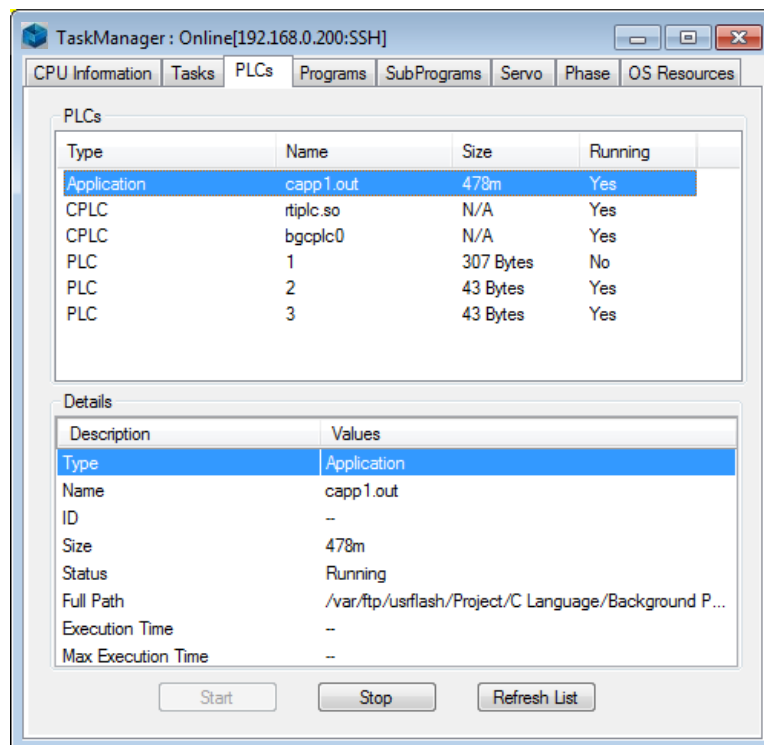 TaskManager : Online[192.168.0.200:SSH]
CPU Information Tasks PLCs Programs SubPrograms Servo Phase OS Resources
PLCs
Type Name Size Running
Application capp1.out 478m Yes
CPLC rtiplc.so N/A Yes
CPLC bgcplc0 N/A Yes
PLC 1 307 Bytes No
PLC 2 43 Bytes Yes
PLC 3 43 Bytes Yes
Details
Description Values
Type Application
Name capp1.out
ID --
Size 478m
Status Running
Full Path /var/ftp/usrflash/Project/C Language/Background P...
Execution Time --
Max Execution Time --
Start Stop Refresh List